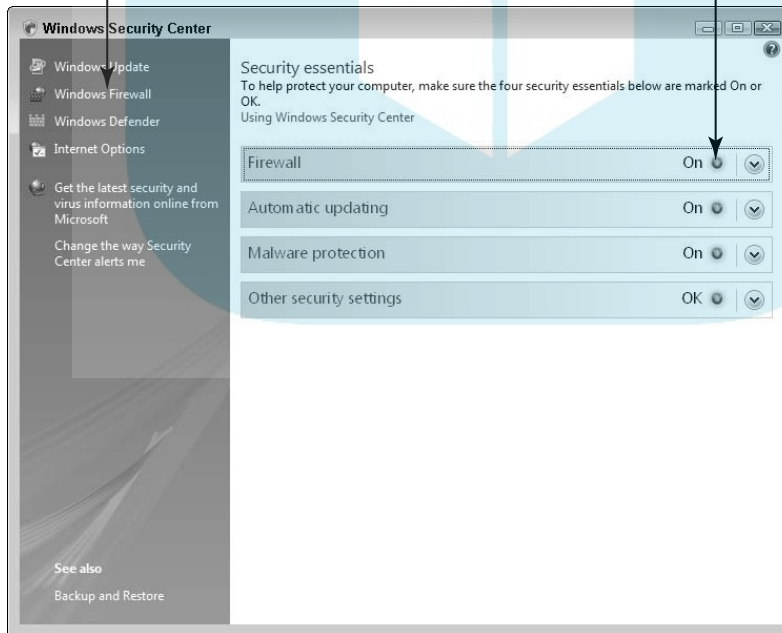 Windows Security Center
Windows Update
Windows Firewall
Windows Defender
Internet Options
Get the latest security and
virus information online from
Microsoft
Change the way Security
Center alerts me
See also
Backup and Restore
Security essentials
To help protect your computer, make sure the four security essentials below are marked On or
OK.
Using Windows Security Center
Firewall On
Automatic updating On
Malware protection On
Other security settings OK